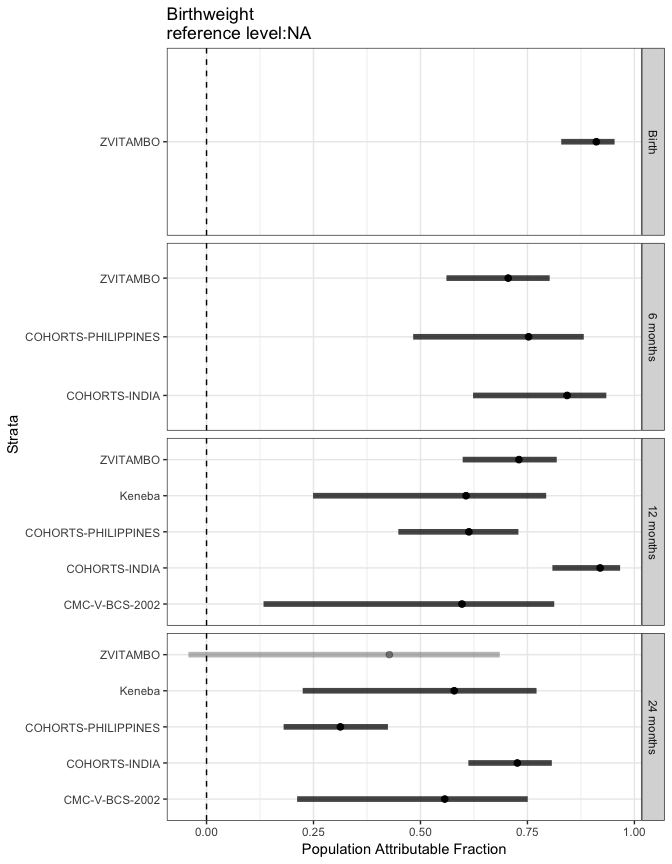 Birthweight
reference level:NA
ZVITAMBO
Birth
ZVITAMBO
COHORTS-PHILIPPINES
COHORTS-INDIA
6 months
ZVITAMBO
Keneba
COHORTS-PHILIPPINES
COHORTS-INDIA
CMC-V-BCS-2002
12 months
ZVITAMBO
Keneba
COHORTS-PHILIPPINES
COHORTS-INDIA
CMC-V-BCS-2002
24 months
Strata
0.00 0.25 0.50 0.75 1.00
Population Attributable Fraction